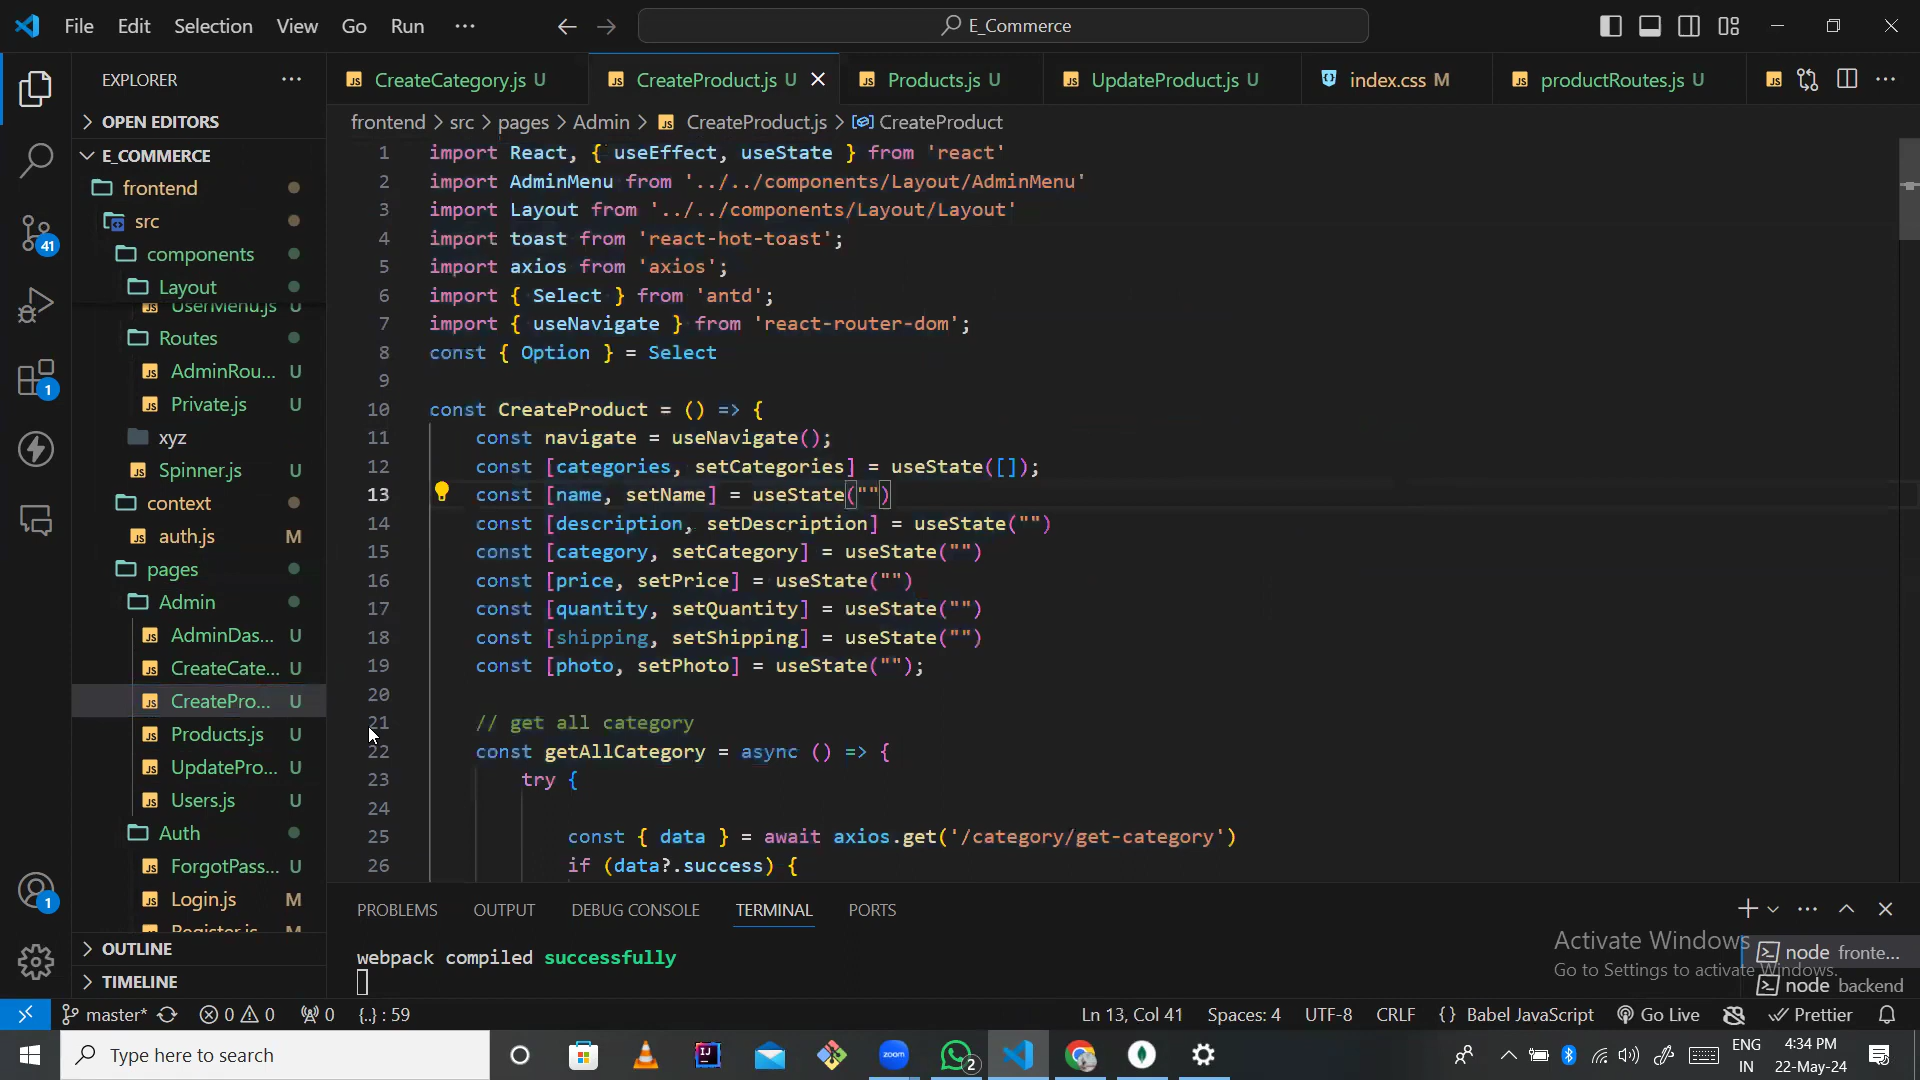 File Edit Selection View Go Run ···
E_Commerce
EXPLORER ···
CreateCategory.js U
CreateProduct.js U
Products.js U
UpdateProduct.js U
index.css M
productRoutes.js U
OPEN EDITORS
E_COMMERCE
frontend
src
components
Layout
UserMenu.js U
Routes
AdminRou... U
Private.js U
xyz
Spinner.js U
context
auth.js M
pages
Admin
AdminDas... U
CreateCate... U
CreatePro... U
Products.js U
UpdatePro... U
Users.js U
Auth
ForgotPass... U
Login.js M
Register.js M
OUTLINE
TIMELINE
41
1
1
frontend > src > pages > Admin > JS CreateProduct.js > CreateProduct
1 import React, { useEffect, useState } from 'react'
2 import AdminMenu from '../../components/Layout/AdminMenu'
3 import Layout from '../../components/Layout/Layout'
4 import toast from 'react-hot-toast';
5 import axios from 'axios';
6 import { Select } from 'antd';
7 import { useNavigate } from 'react-router-dom';
8 const { Option } = Select
9
10 const CreateProduct = () => {
11 const navigate = useNavigate();
12 const [categories, setCategories] = useState([]);
13 const [name, setName] = useState("")
14 const [description, setDescription] = useState("")
15 const [category, setCategory] = useState("")
16 const [price, setPrice] = useState("")
17 const [quantity, setQuantity] = useState("")
18 const [shipping, setShipping] = useState("")
19 const [photo, setPhoto] = useState("");
20
21 // get all category
22 const getAllCategory = async () => {
23 try {
24
25 const { data } = await axios.get('/category/get-category')
26 if (data?.success) {
PROBLEMS OUTPUT DEBUG CONSOLE TERMINAL PORTS
webpack compiled successfully
Activate Windows
Go to Settings to activate Windows.
node fronte...
node backend
master* 0 0 0 {..} : 59
Ln 13, Col 41 Spaces: 4 UTF-8 CRLF {} Babel JavaScript Go Live Prettier
Type here to search
zoom
2
ENG
IN
4:34 PM
22-May-24